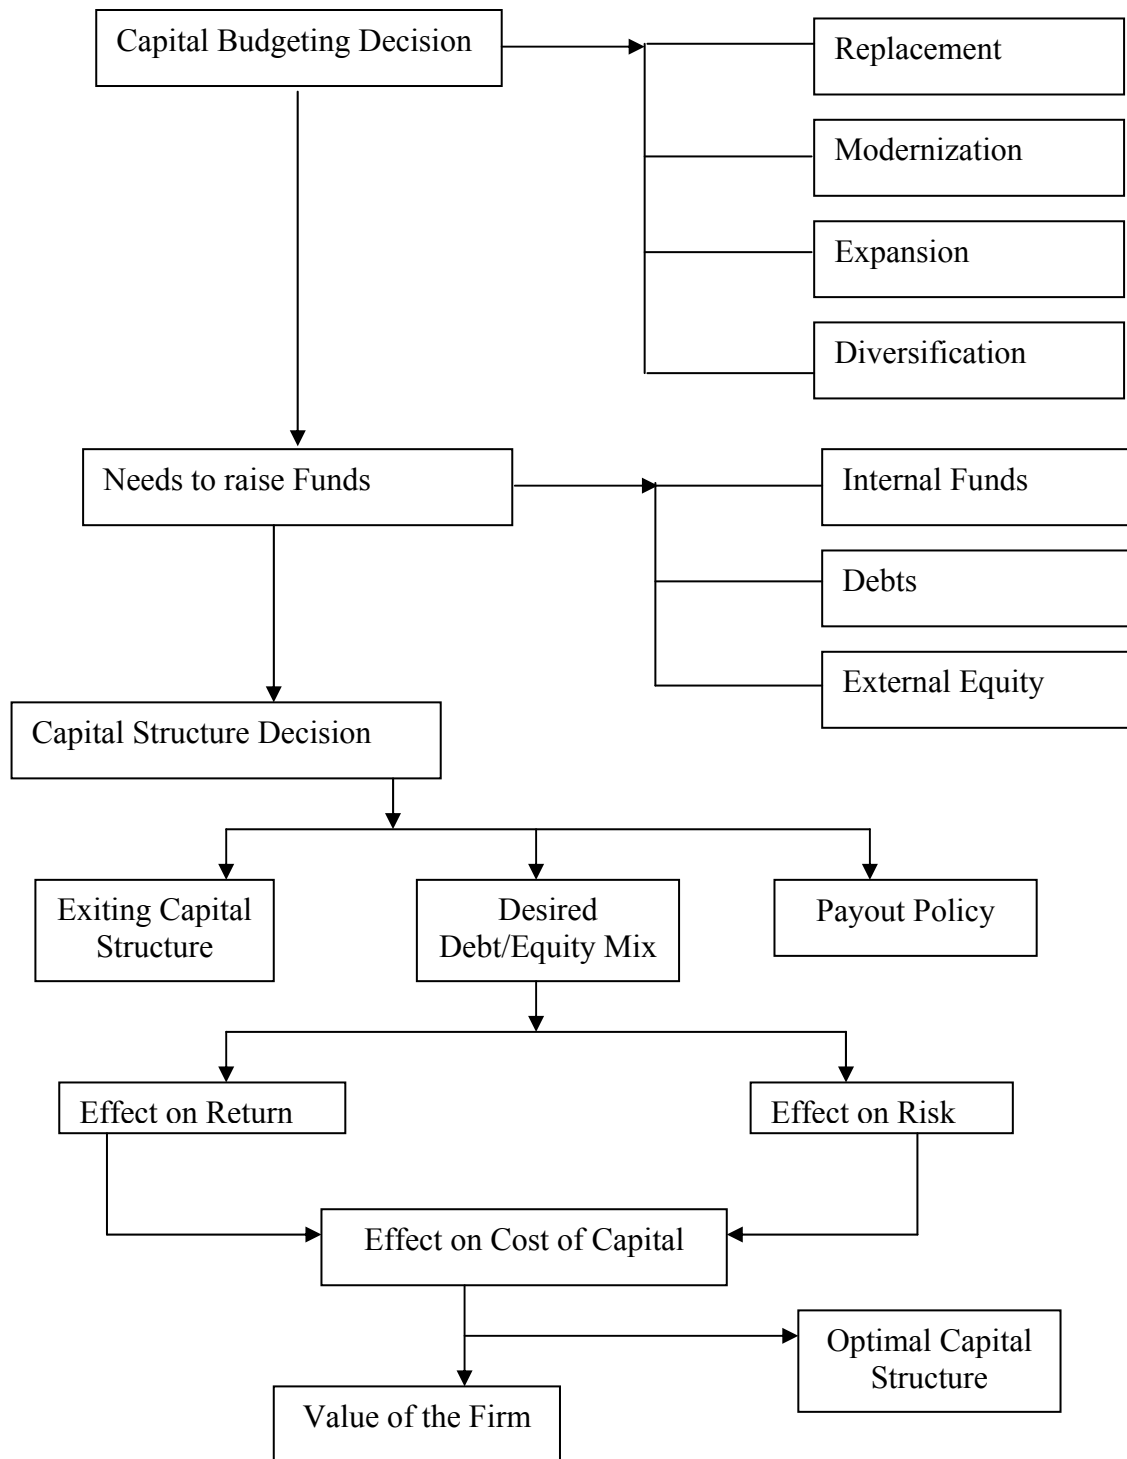 Capital Budgeting Decision
Replacement
Modernization
Expansion
Diversification
Needs to raise Funds
Internal Funds
Debts
External Equity
Capital Structure Decision
Exiting Capital
Structure
Desired
Debt/Equity Mix
Payout Policy
Effect on Return
Effect on Risk
Effect on Cost of Capital
Optimal Capital
Structure
Value of the Firm